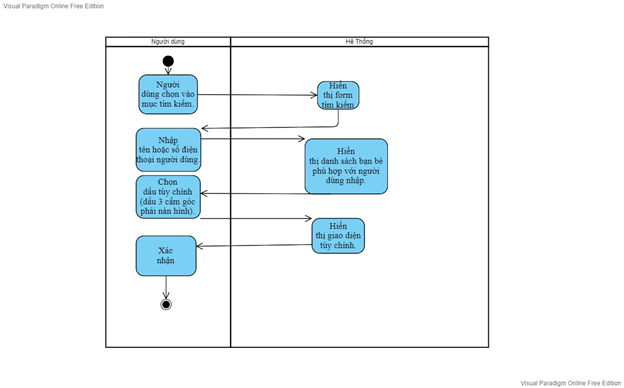 Visual Paradigm Online Free Edition
Người dùng
Hệ Thống
Người
dùng chọn vào
mục tìm kiếm.
Hiển
thị form
tìm kiếm
Nhập
tên hoặc số điện
thoại người dùng.
Hiển
thị danh sách bạn bè
phù hợp với người
dùng nhập.
Chọn
dấu tùy chỉnh
(dấu 3 chấm góc
phải màn hình).
Hiển
thị giao diện
tùy chỉnh.
Xác
nhận
Visual Paradigm Online Free Edition